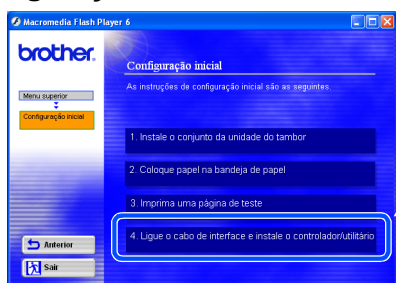 Macromedia Flash Player 6
brother.
Configuração inicial
As instruções de configuração inicial são as seguintes.
Menu superior
Configuração inicial
1. Instale o conjunto da unidade do tambor
2. Coloque papel na bandeja de papel
3. Imprima uma página de teste
4. Ligue o cabo de interface e instale o controlador/utilitário
Anterior
Sair